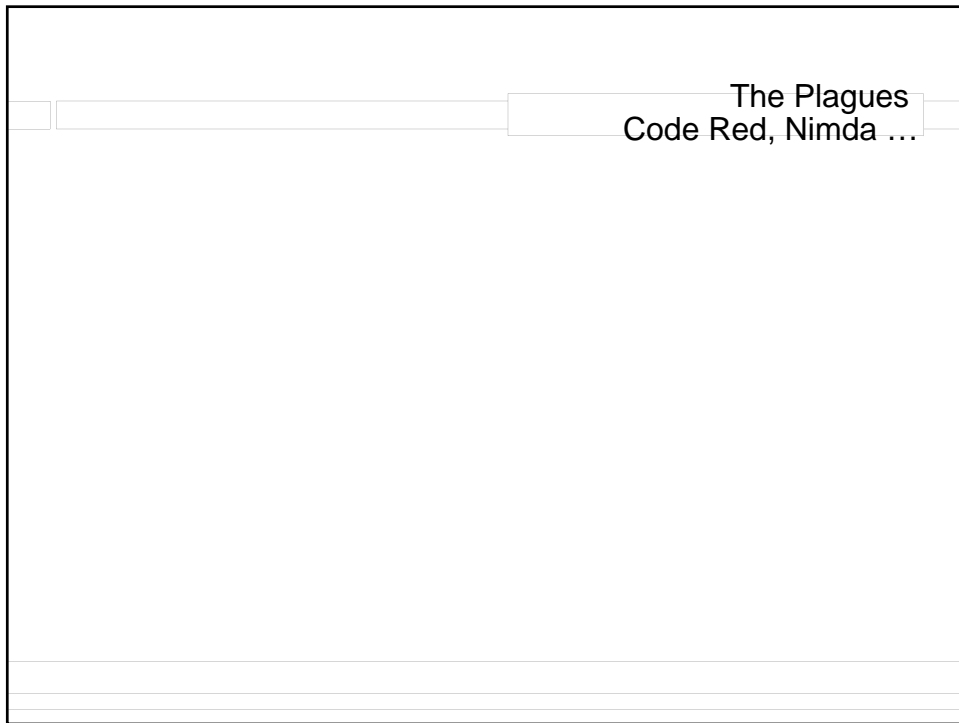 The Plagues
Code Red, Nimda …